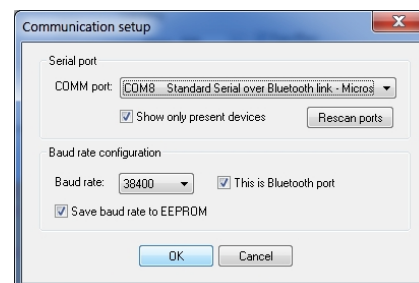 Communication setup
Serial port
COMM port: COM8 Standard Serial over Bluetooth link - Micros
Show only present devices Rescan ports
Baud rate configuration
Baud rate: 38400 This is Bluetooth port
Save baud rate to EEPROM
OK Cancel